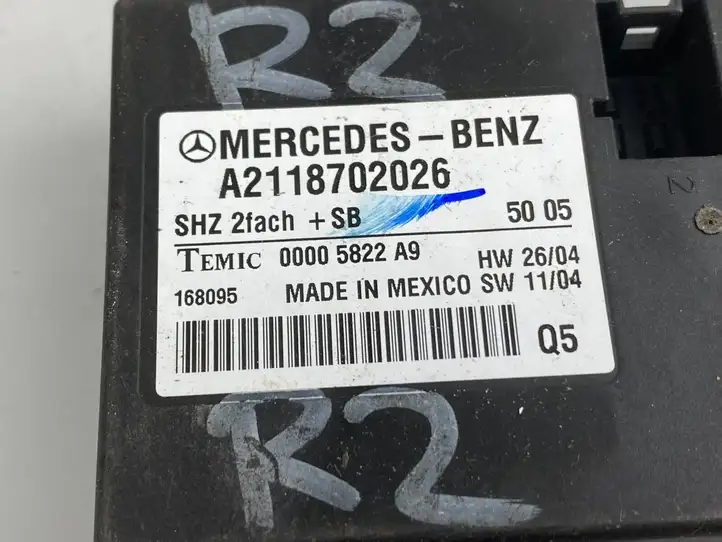 R2
MERCEDES-BENZ
A2118702026
SHZ 2fach + SB 50 05
TEMIC 0000 5822 A9 HW 26/04
168095 MADE IN MEXICO SW 11/04
Q5
2
R2